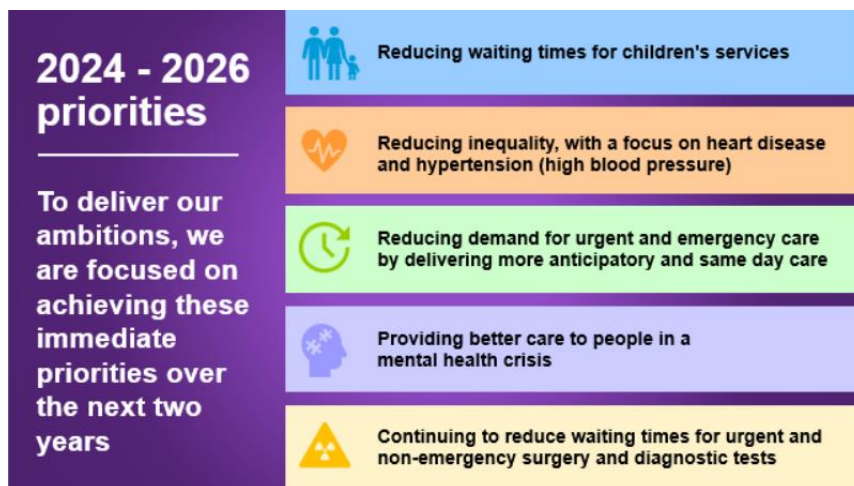 2024 - 2026
priorities
To deliver our
ambitions, we
are focused on
achieving these
immediate
priorities over
the next two
years
Reducing waiting times for children's services
Reducing inequality, with a focus on heart disease
and hypertension (high blood pressure)
Reducing demand for urgent and emergency care
by delivering more anticipatory and same day care
Providing better care to people in a
mental health crisis
Continuing to reduce waiting times for urgent and
non-emergency surgery and diagnostic tests